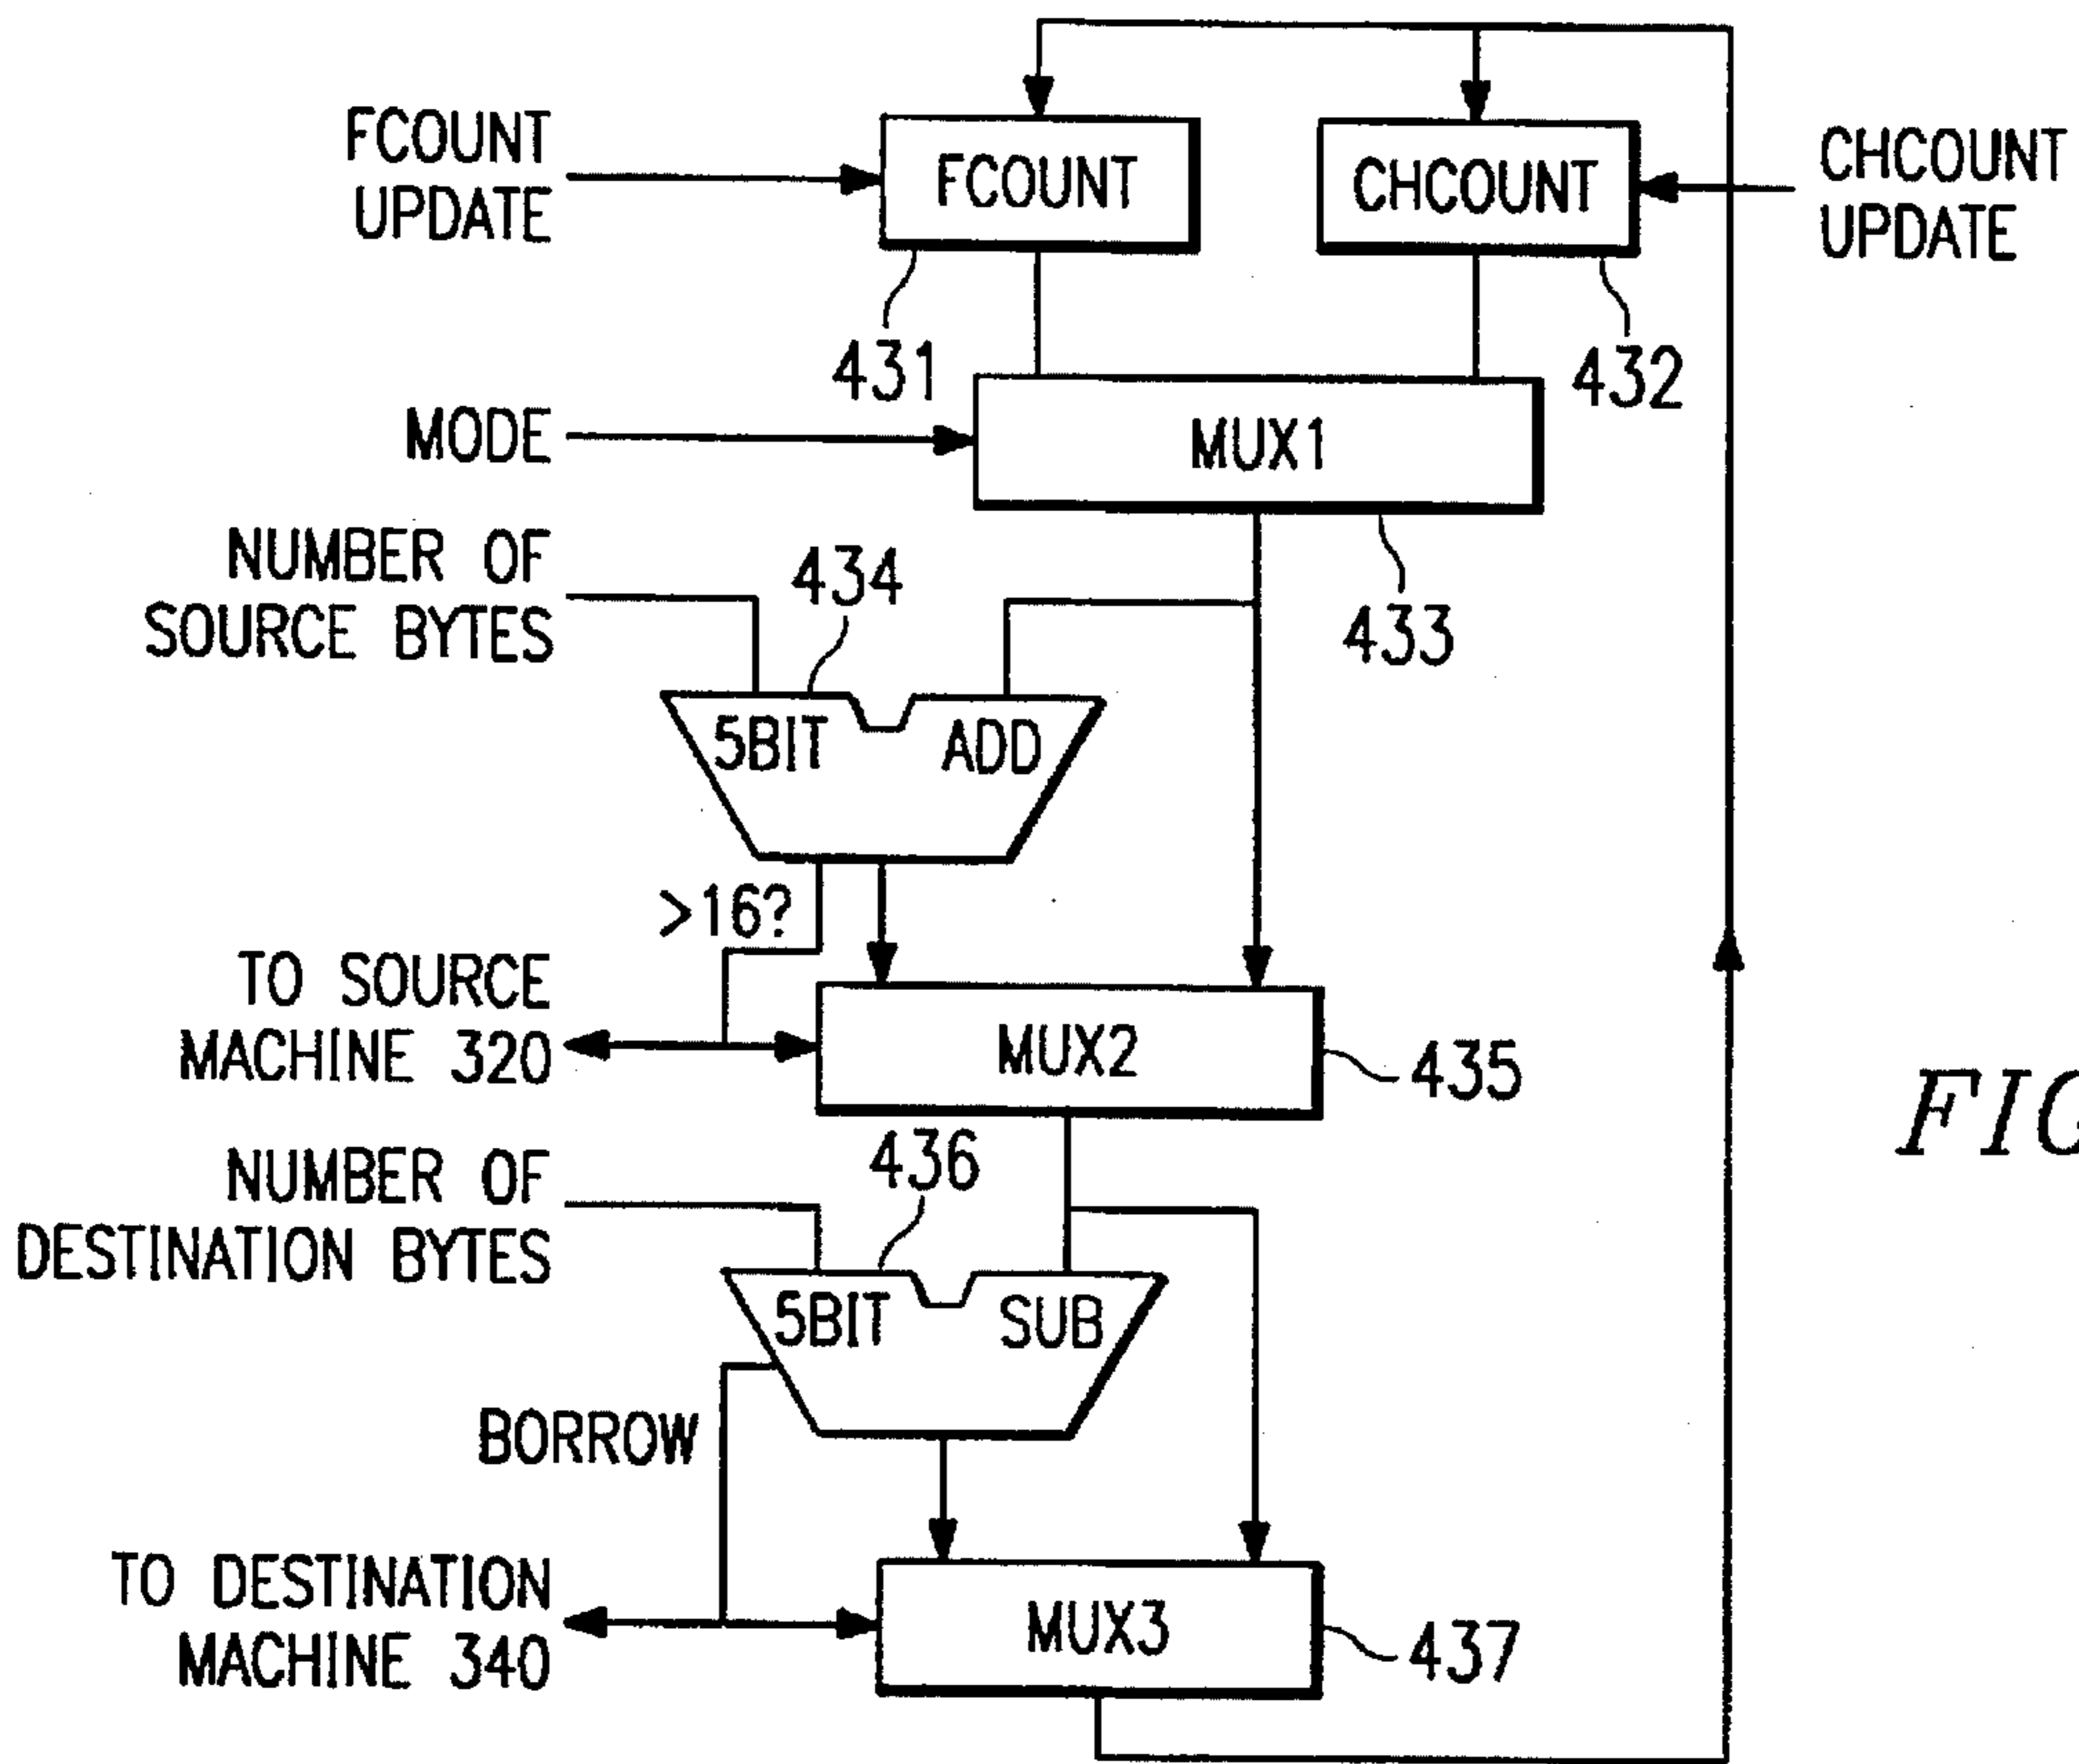 FCOUNT
UPDATE
FCOUNT
CHCOUNT
CHCOUNT
UPDATE
431
432
MODE
MUX1
NUMBER OF
SOURCE BYTES
434
433
5BIT ADD
>16?
TO SOURCE
MACHINE 320
MUX2
435
FIG
NUMBER OF
DESTINATION BYTES
436
5BIT SUB
BORROW
TO DESTINATION
MACHINE 340
MUX3
437